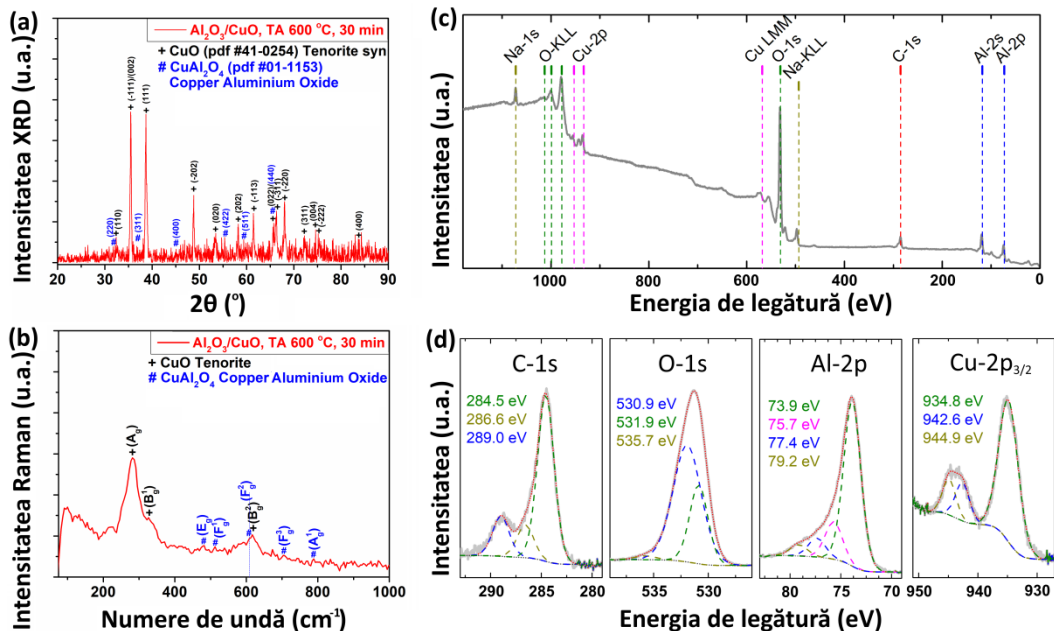 (a)
Intensitatea XRD (u.a.)
Al2O3/CuO, TA 600 °C, 30 min
+ CuO (pdf #41-0254) Tenorite syn
# CuAl2O4 (pdf #01-1153)
Copper Aluminium Oxide
(220)
(110)
(-111)/(002)
(311)
(111)
(400)
(-202)
(020)
(422)
(202)
(511)
(-113)
(022)/(440)
(-311)
(-220)
(311)
(004)
(-222)
(400)
20 30 40 50 60 70 80 90
2θ (°)
(b)
Intensitatea Raman (u.a.)
Al2O3/CuO, TA 600 °C, 30 min
+ CuO Tenorite
# CuAl2O4 Copper Aluminium Oxide
+(Ag)
+(Bg1)
#(Eg)
#(Fg1)
#
+(Bg2)(Fg2)
#(F2)
#(Ag1)
200 400 600 800 1000
Numere de undă (cm-1)
(c)
Intensitatea (u.a.)
Na-1s
O-KLL
Cu-2p
Cu LMM
O-1s
Na-KLL
C-1s
Al-2s
Al-2p
1000 800 600 400 200 0
Energia de legătură (eV)
(d)
Intensitatea (u.a.)
C-1s
284.5 eV
286.6 eV
289.0 eV
290 285 280
O-1s
530.9 eV
531.9 eV
535.7 eV
535 530
Al-2p
73.9 eV
75.7 eV
77.4 eV
79.2 eV
80 75 70
Cu-2p3/2
934.8 eV
942.6 eV
944.9 eV
950 940 930
Energia de legătură (eV)